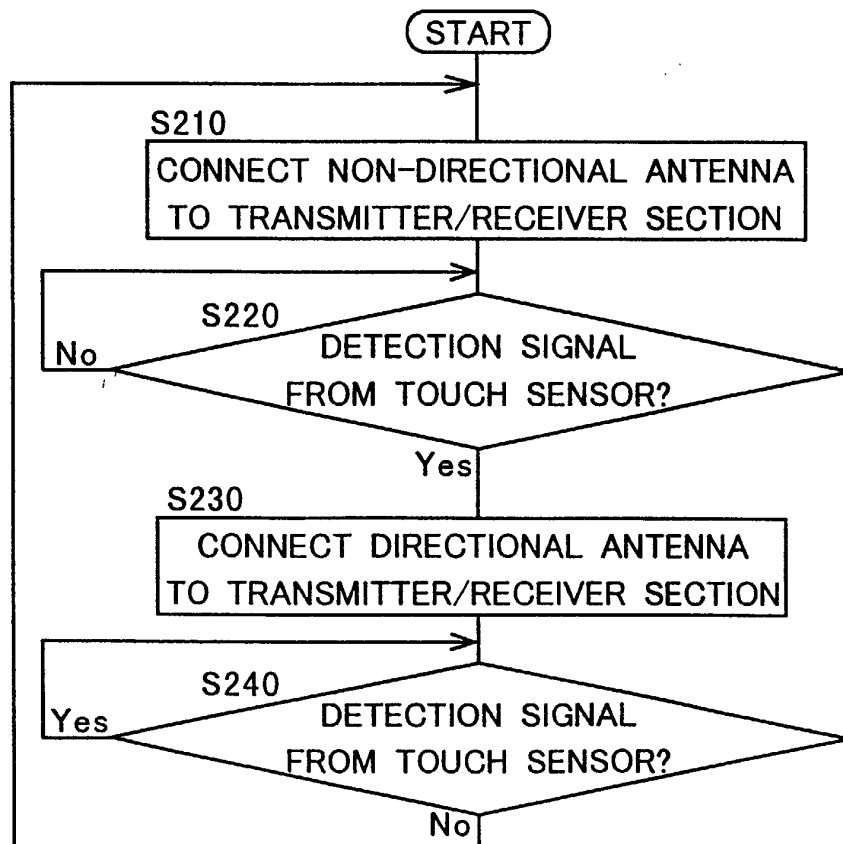 START
S210
CONNECT NON-DIRECTIONAL ANTENNA
TO TRANSMITTER/RECEIVER SECTION
S220
No
DETECTION SIGNAL
FROM TOUCH SENSOR?
Yes
S230
CONNECT DIRECTIONAL ANTENNA
TO TRANSMITTER/RECEIVER SECTION
S240
Yes
DETECTION SIGNAL
FROM TOUCH SENSOR?
No